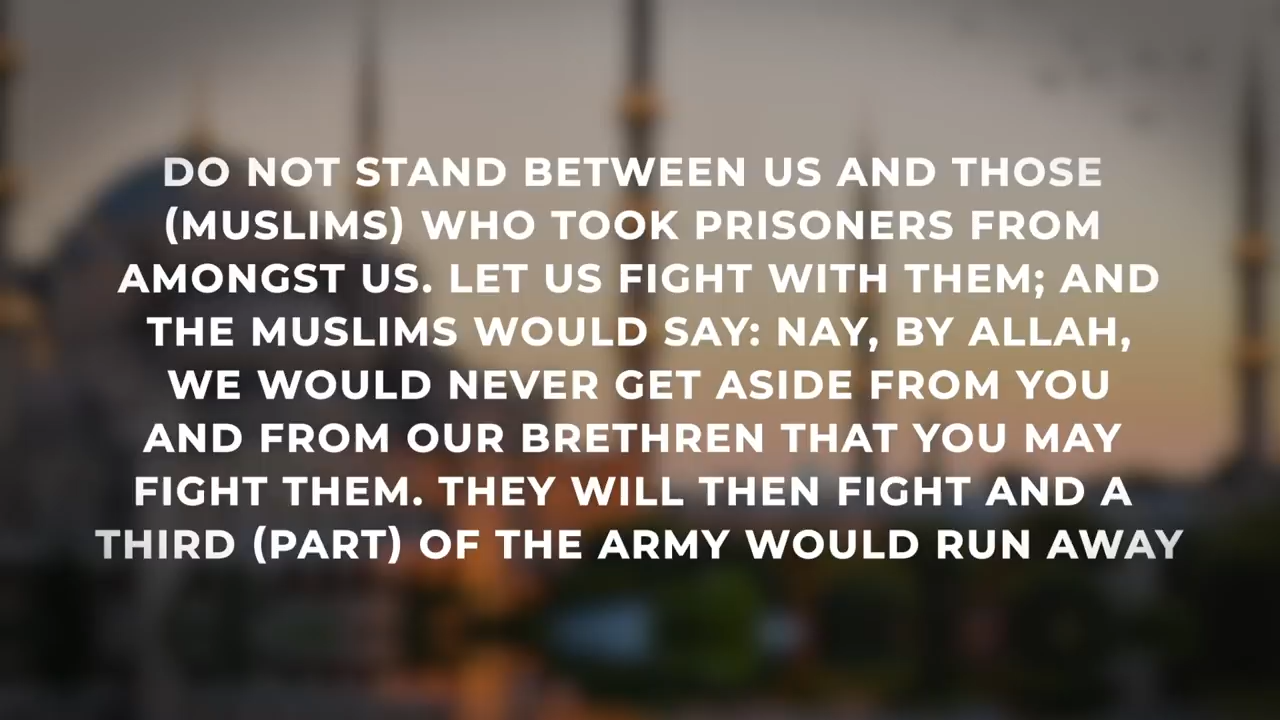 DO NOT STAND BETWEEN US AND THOSE
(MUSLIMS) WHO TOOK PRISONERS FROM
AMONGST US. LET US FIGHT WITH THEM; AND
THE MUSLIMS WOULD SAY: NAY, BY ALLAH,
WE WOULD NEVER GET ASIDE FROM YOU
AND FROM OUR BRETHREN THAT YOU MAY
FIGHT THEM. THEY WILL THEN FIGHT AND A
THIRD (PART) OF THE ARMY WOULD RUN AWAY